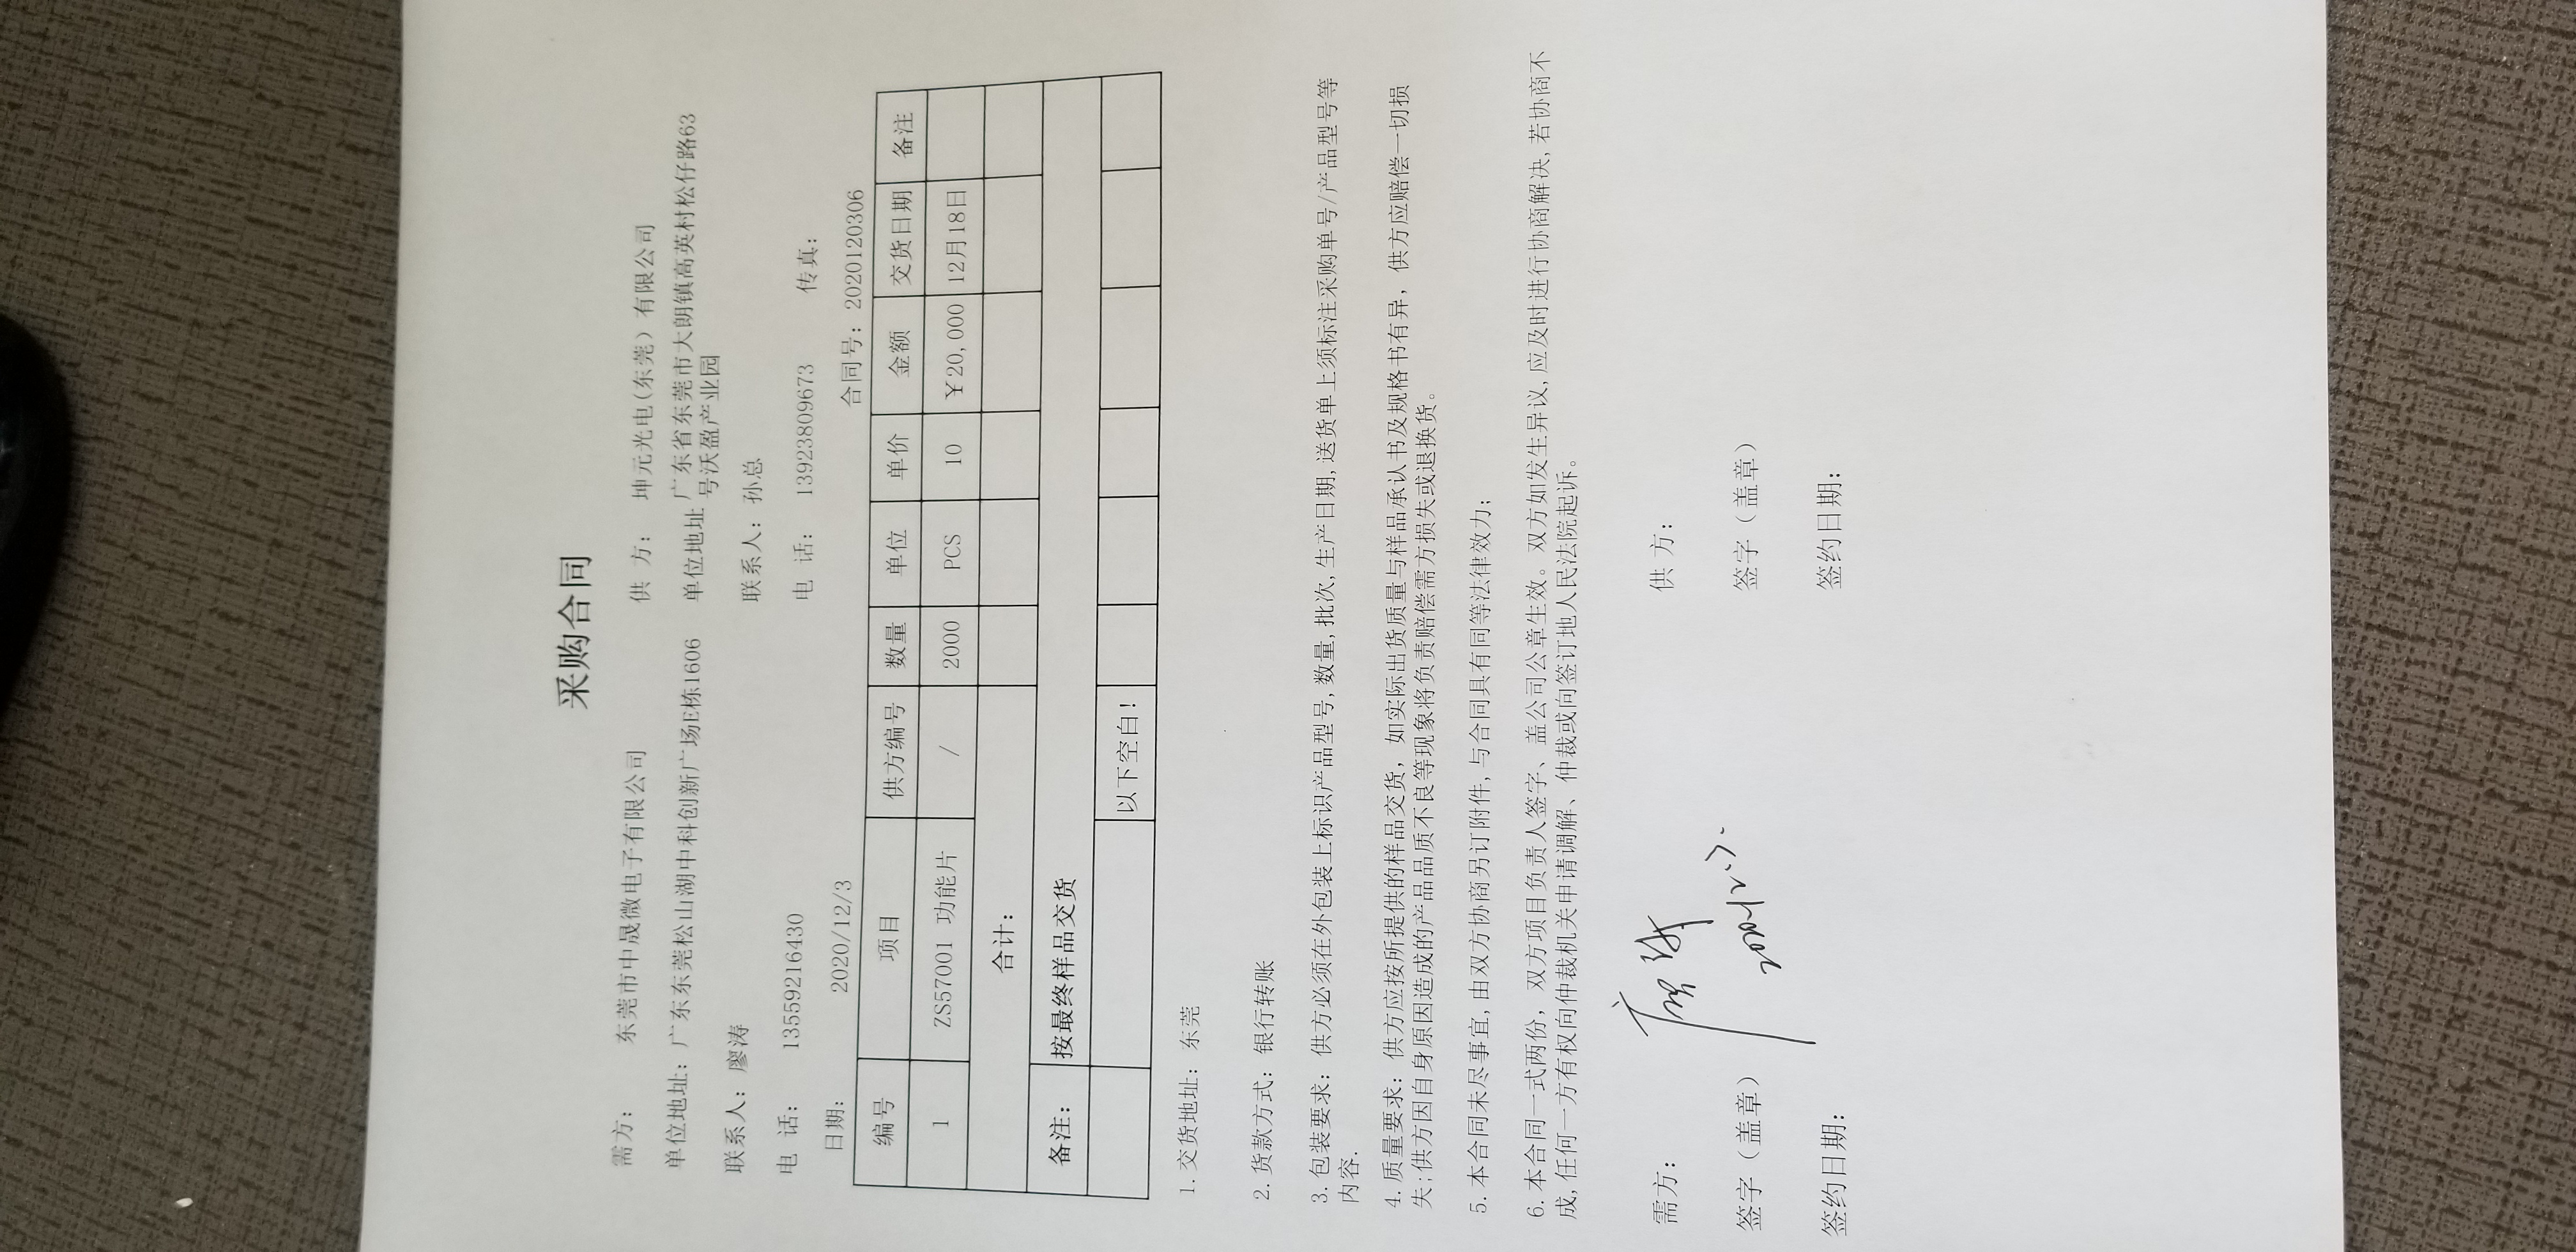 采购合同
需方： 东莞市中晟微电子有限公司 供 方： 坤元光电(东莞）有限公司
单位地址：广东东莞松山湖中科创新广场E栋1606 单位地址 广东省东莞市大朗镇高英村松仔路63
号沃盈产业园
联系人：廖涛 联系人：孙总
电 话： 13559216430 电 话： 13923809673 传真：
日期： 2020/12/3 合同号：2020120306
编号 项目 供方编号 数量 单位 单价 金额 交货日期 备注
1 ZS57001 功能片 / 2000 PCS 10 ￥20,000 12月18日
合计：
备注： 按最终样品交货
以下空白！
1.交货地址：东莞
2.货款方式：银行转账
3.包装要求：供方必须在外包装上标识产品型号,数量,批次,生产日期,送货单上须标注采购单号/产品型号等
内容.
4.质量要求：供方应按所提供的样品交货，如实际出货质量与样品承认书及规格书有异，供方应赔偿一切损
失;供方因自身原因造成的产品品质不良等现象将负责赔偿需方损失或退换货。
5.本合同未尽事宜,由双方协商另订附件,与合同具有同等法律效力;
6.本合同一式两份，双方项目负责人签字、盖公司公章生效。双方如发生异议,应及时进行协商解决,若协商不
成,任何一方有权向仲裁机关申请调解、仲裁或向签订地人民法院起诉。
需方： 廖涛 供 方：
签字（盖章） 2020.12.3. 签字（盖章）
签约日期： 签约日期：